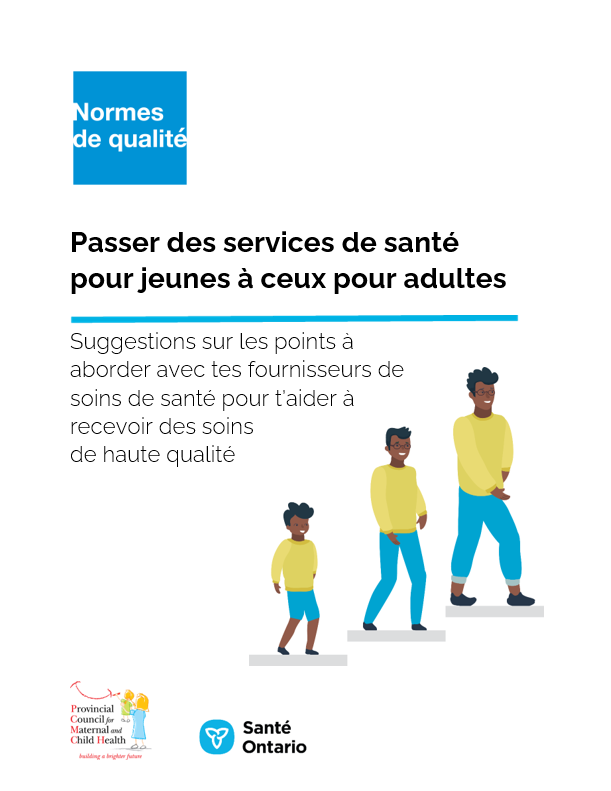 Normes
de qualité
Passer des services de santé
pour jeunes à ceux pour adultes
Suggestions sur les points à
aborder avec tes fournisseurs de
soins de santé pour t'aider à
recevoir des soins
de haute qualité
Provincial
Council for
Maternal and
Child Health
building a brighter future
Santé
Ontario